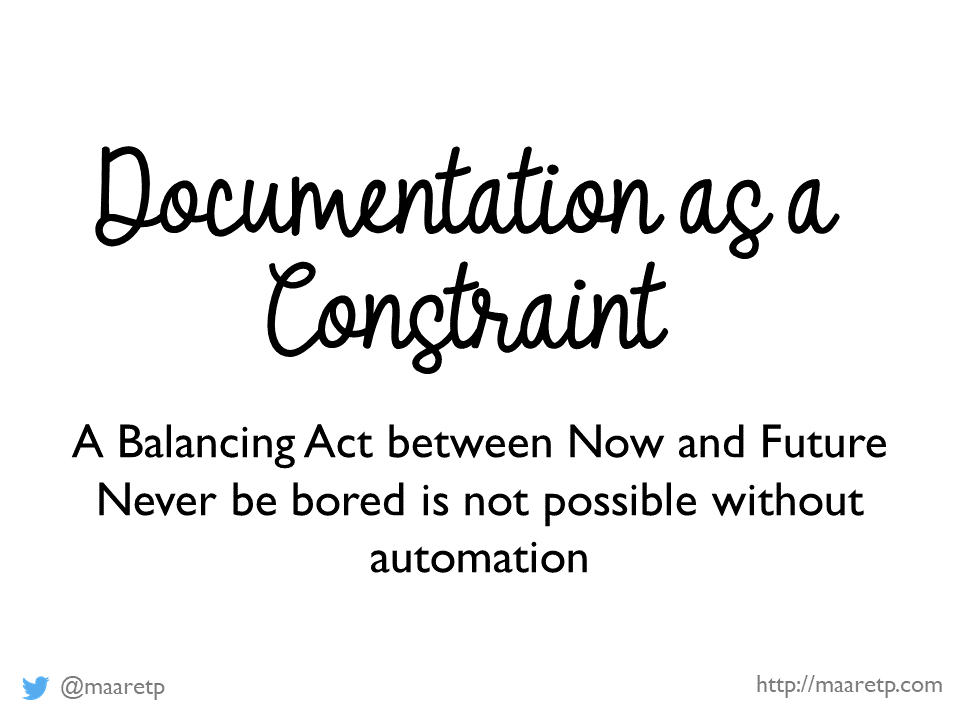 Documentation as a
Constraint
A Balancing Act between Now and Future
Never be bored is not possible without
automation
@maaretp
http://maaretp.com